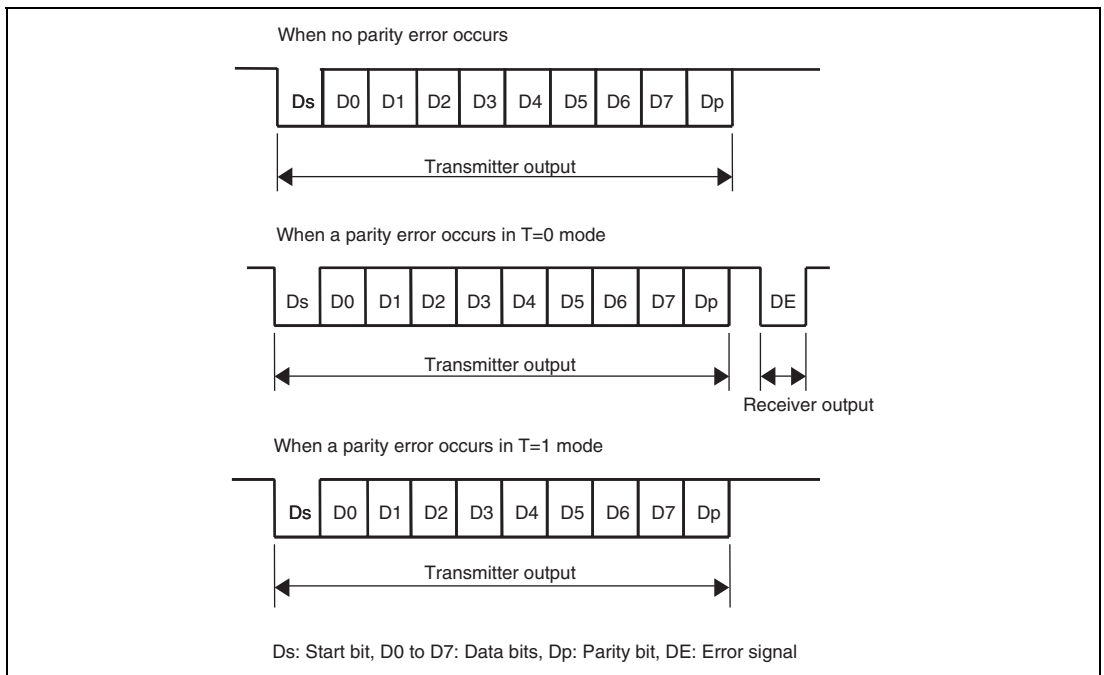 When no parity error occurs
Ds D0 D1 D2 D3 D4 D5 D6 D7 Dp
Transmitter output
When a parity error occurs in T=0 mode
Ds D0 D1 D2 D3 D4 D5 D6 D7 Dp DE
Transmitter output
Receiver output
When a parity error occurs in T=1 mode
Ds D0 D1 D2 D3 D4 D5 D6 D7 Dp
Transmitter output
Ds: Start bit, D0 to D7: Data bits, Dp: Parity bit, DE: Error signal